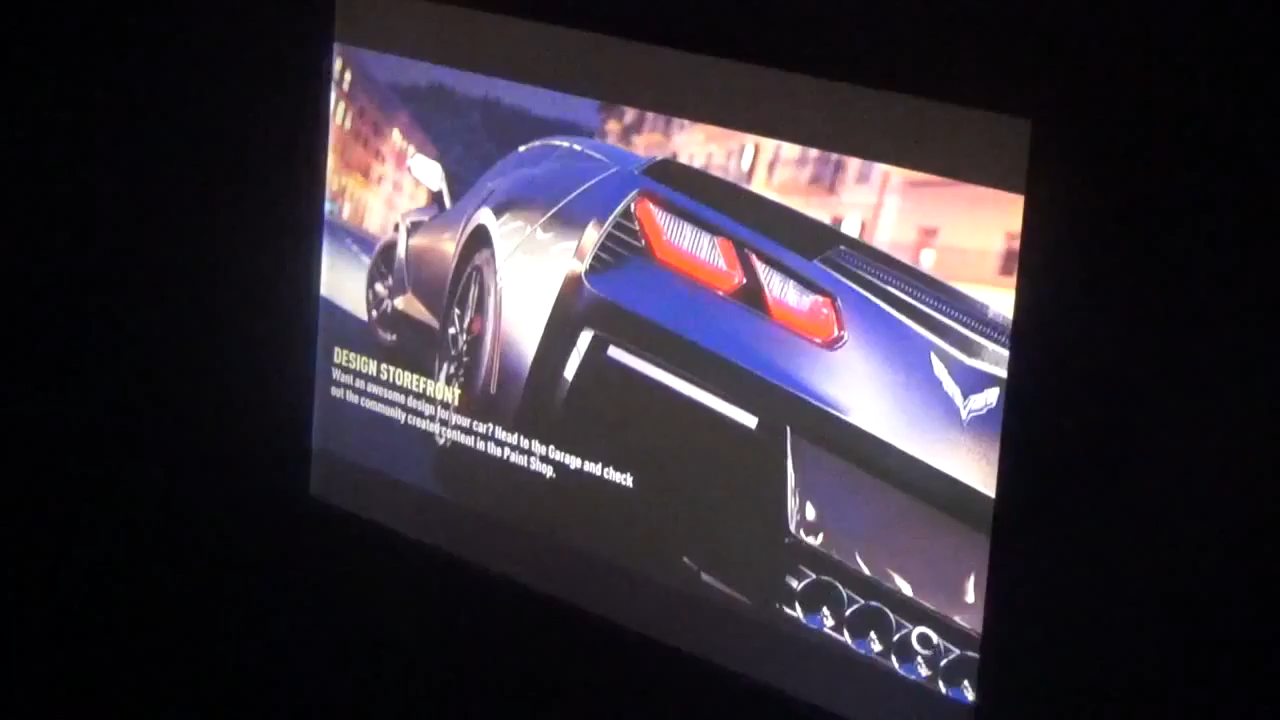 DESIGN STOREFRONT
Want an awesome design for your car? Head to the Garage and check
out the community created content in the Paint Shop.